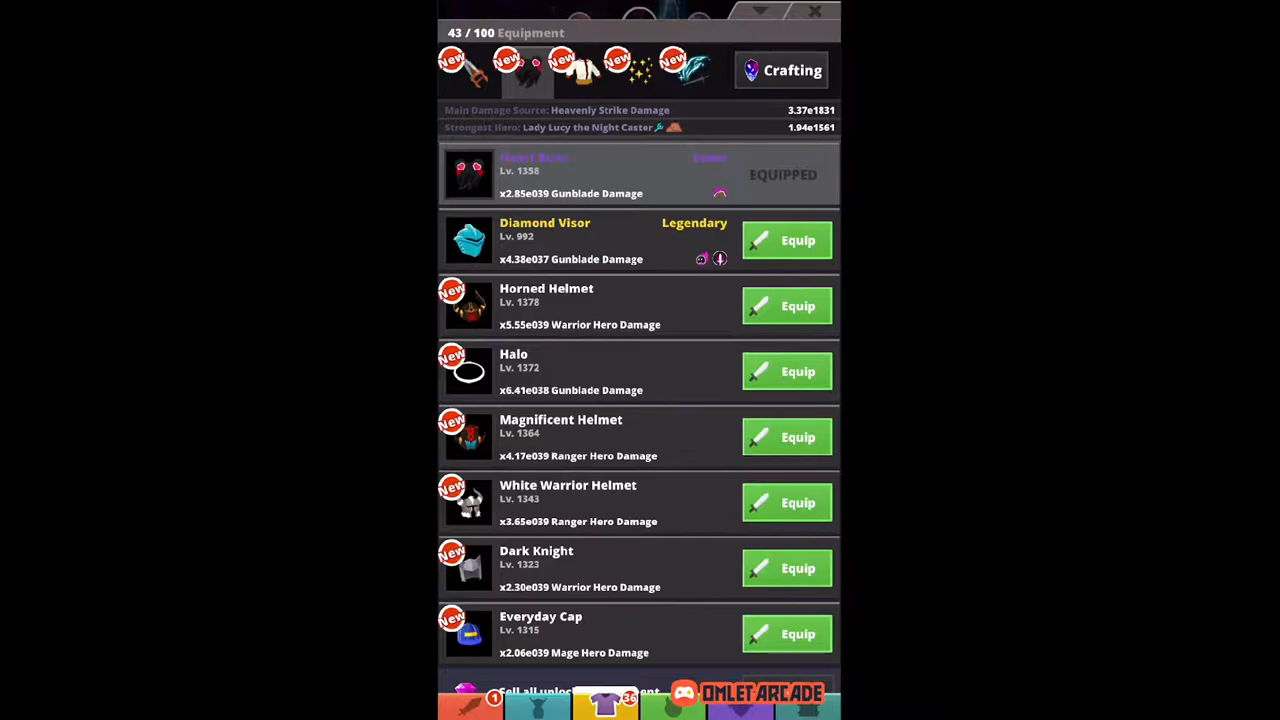 43 / 100 Equipment
New
New
New
New
New
Crafting
Main Damage Source: Heavenly Strike Damage 3.37e1831
Strongest Hero: Lady Lucy the Night Caster 1.94e1561
Lv. 1358
x2.85e039 Gunblade Damage
EQUIPPED
Diamond Visor Legendary
Lv. 992
x4.38e037 Gunblade Damage
Equip
New
Horned Helmet
Lv. 1378
x5.55e039 Warrior Hero Damage
Equip
New
Halo
Lv. 1372
x6.41e038 Gunblade Damage
Equip
New
Magnificent Helmet
Lv. 1364
x4.17e039 Ranger Hero Damage
Equip
New
White Warrior Helmet
Lv. 1343
x3.65e039 Ranger Hero Damage
Equip
New
Dark Knight
Lv. 1323
x2.30e039 Warrior Hero Damage
Equip
New
Everyday Cap
Lv. 1315
x2.06e039 Mage Hero Damage
Equip
Sell all
1
36
OMLET ARCADE